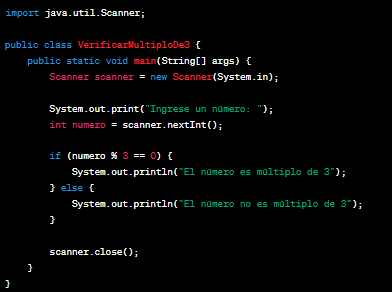 import java.util.Scanner;
public class VerificarMultiploDe3 {
    public static void main(String[] args) {
        Scanner scanner = new Scanner(System.in);
        System.out.print("Ingrese un número: ");
        int numero = scanner.nextInt();
        if (numero % 3 == 0) {
            System.out.println("El número es múltiplo de 3");
        } else {
            System.out.println("El número no es múltiplo de 3");
        }
        scanner.close();
    }
}